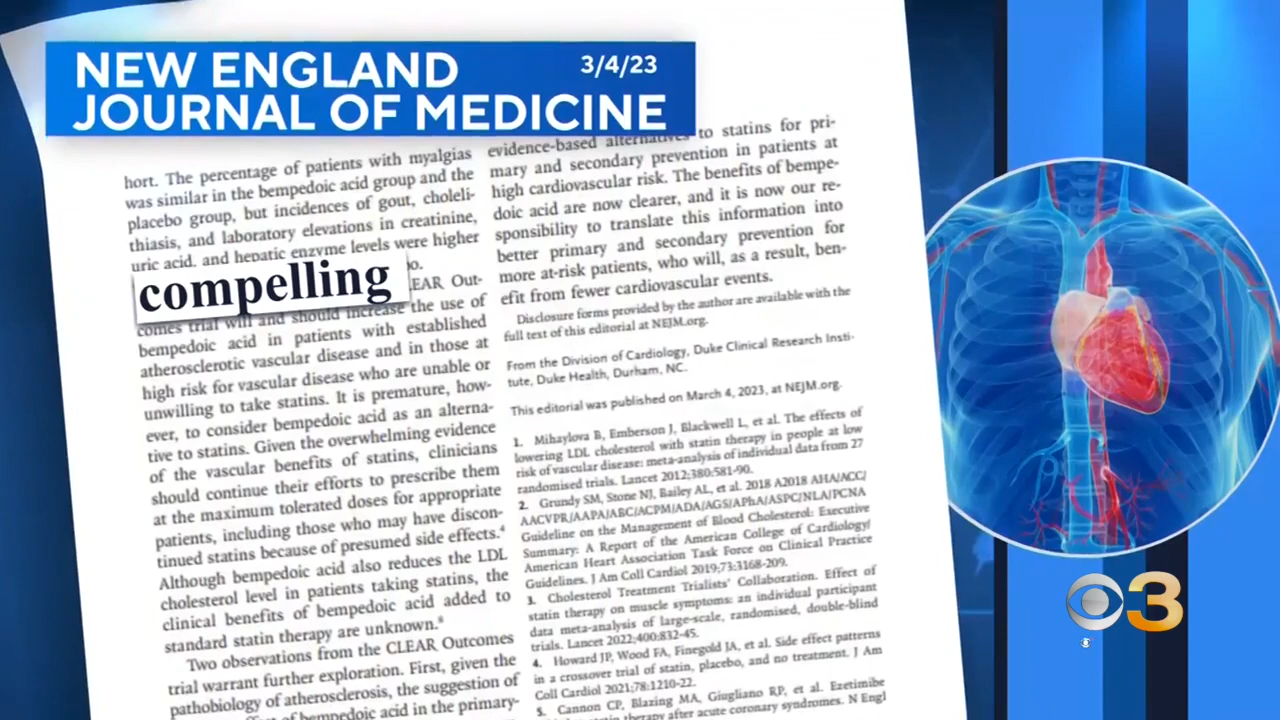 NEW ENGLAND
JOURNAL OF MEDICINE
3/4/23
hort. The percentage of patients with myalgias
was similar in the bempedoic acid group and the
placebo group, but incidences of gout, choleli-
thiasis, and laboratory elevations in creatinine,
uric acid, and hepatic enzyme levels were higher
compelling
EAR Out-
comes trial will and should increase the use of
bempedoic acid in patients with established
atherosclerotic vascular disease and in those at
high risk for vascular disease who are unable or
unwilling to take statins. It is premature, how-
ever, to consider bempedoic acid as an alterna-
tive to statins. Given the overwhelming evidence
of the vascular benefits of statins, clinicians
should continue their efforts to prescribe them
at the maximum tolerated doses for appropriate
patients, including those who may have discon-
tinued statins because of presumed side effects.⁴
Although bempedoic acid also reduces the LDL
cholesterol level in patients taking statins, the
clinical benefits of bempedoic acid added to
standard statin therapy are unknown.⁸
Two observations from the CLEAR Outcomes
trial warrant further exploration. First, given the
pathobiology of atherosclerosis, the suggestion of
of bempedoic acid in the primary-
evidence-based alternatives to statins for pri-
mary and secondary prevention in patients at
high cardiovascular risk. The benefits of bempe-
doic acid are now clearer, and it is now our re-
sponsibility to translate this information into
better primary and secondary prevention for
more at-risk patients, who will, as a result, ben-
efit from fewer cardiovascular events.
Disclosure forms provided by the author are available with the
full text of this editorial at NEJM.org.
From the Division of Cardiology, Duke Clinical Research Insti-
tute, Duke Health, Durham, NC.
This editorial was published on March 4, 2023, at NEJM.org.
1. Mihaylova B, Emberson J, Blackwell L, et al. The effects of
lowering LDL cholesterol with statin therapy in people at low
risk of vascular disease: meta-analysis of individual data from 27
randomised trials. Lancet 2012;380:581-90.
2. Grundy SM, Stone NJ, Bailey AL, et al. 2018 A2018 AHA/ACC/
AACVPR/AAPA/ABC/ACPM/ADA/AGS/APhA/ASPC/NLA/PCNA
Guideline on the Management of Blood Cholesterol: Executive
Summary: A Report of the American College of Cardiology/
American Heart Association Task Force on Clinical Practice
Guidelines. J Am Coll Cardiol 2019;73:3168-209.
3. Cholesterol Treatment Trialists' Collaboration. Effect of
statin therapy on muscle symptoms: an individual participant
data meta-analysis of large-scale, randomised, double-blind
trials. Lancet 2022;400:832-45.
4. Howard JP, Wood FA, Finegold JA, et al. Side effect patterns
in a crossover trial of statin, placebo, and no treatment. J Am
Coll Cardiol 2021;78:1210-22.
5. Cannon CP, Blazing MA, Giugliano RP, et al. Ezetimibe
statin therapy after acute coronary syndromes. N Engl
3